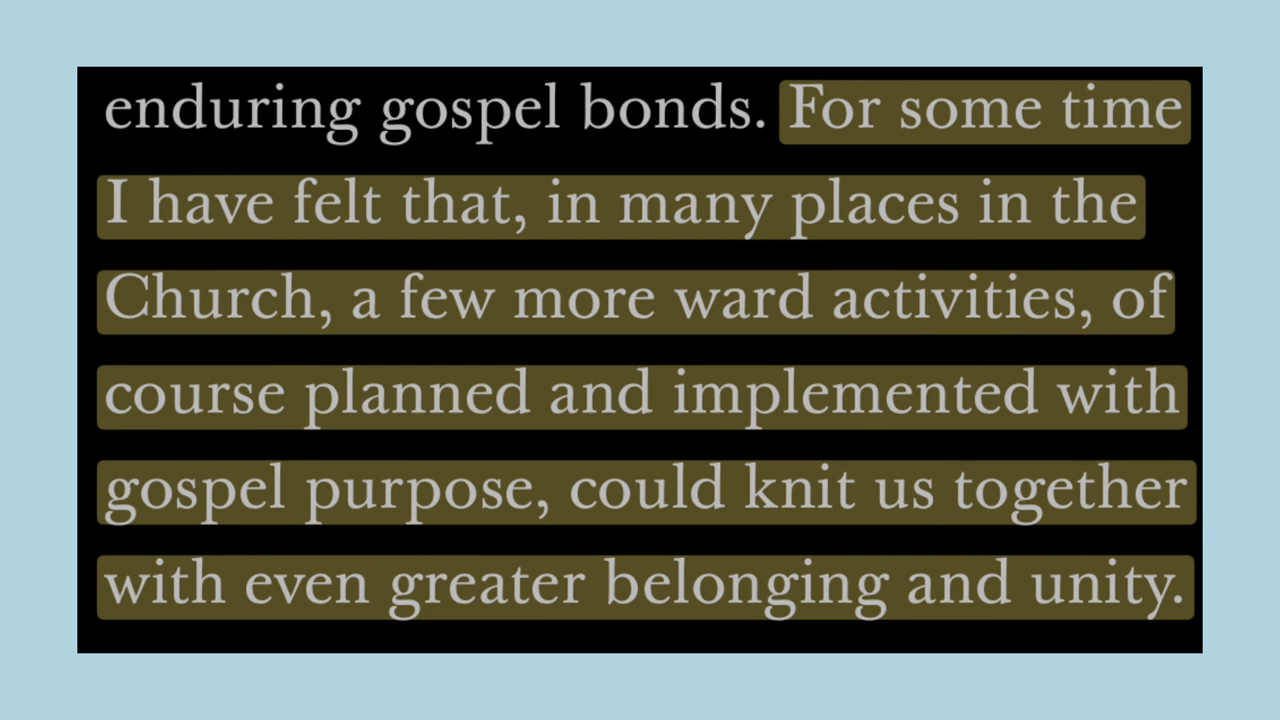 enduring gospel bonds. For some time
I have felt that, in many places in the
Church, a few more ward activities, of
course planned and implemented with
gospel purpose, could knit us together
with even greater belonging and unity.